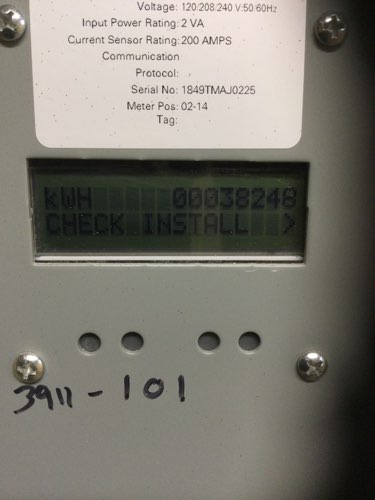 Voltage: 120/208/240 V:50/60Hz
Input Power Rating: 2 VA
Current Sensor Rating: 200 AMPS
Communication
Protocol:
Serial No: 1849TMAJ0225
Meter Pos: 02-14
Tag:
kWH 00038248
CHECK INSTALL >
3911-101